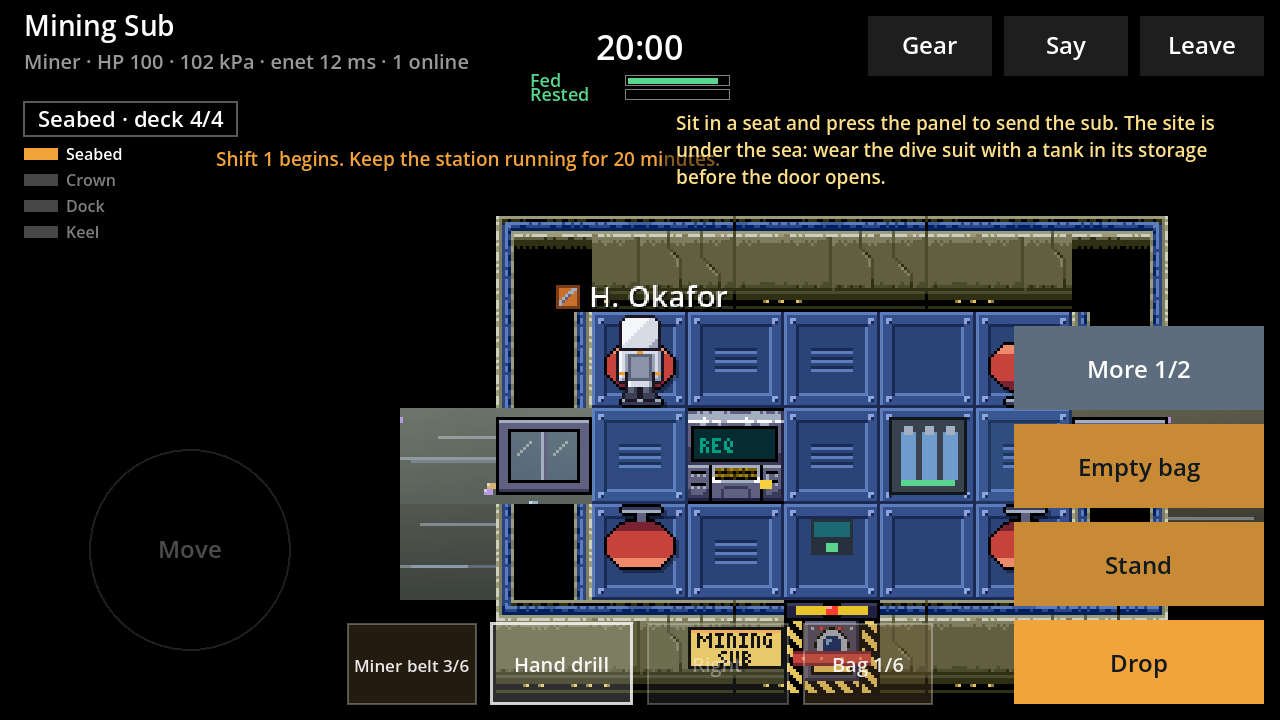 Mining Sub
Miner · HP 100 · 102 kPa · enet 12 ms · 1 online
20:00
Fed
Rested
Gear
Say
Leave
Seabed · deck 4/4
Seabed
Crown
Dock
Keel
Shift 1 begins. Keep the station running for 20 minutes.
Sit in a seat and press the panel to send the sub. The site is
under the sea: wear the dive suit with a tank in its storage
before the door opens.
H. Okafor
REQ
More 1/2
Empty bag
Stand
Drop
Move
Miner belt 3/6
Hand drill
Right
MINING
SUB
Bag 1/6